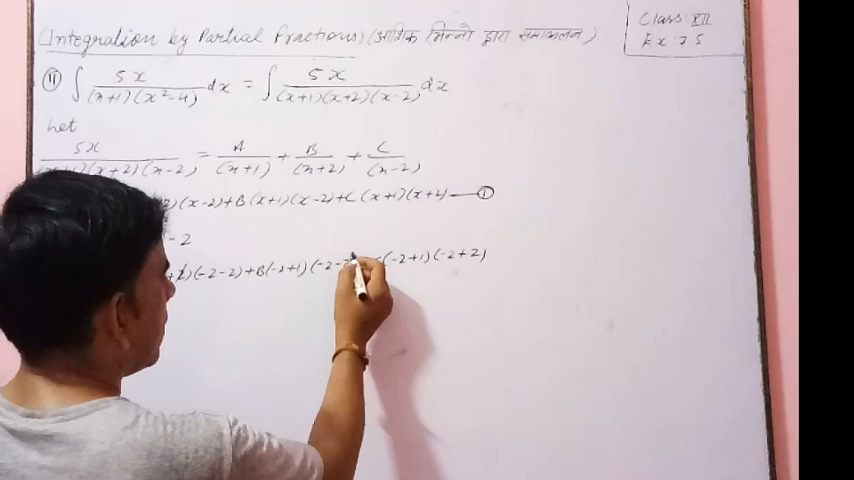 (Integration by Partial fractions) (आंशिक भिन्नो द्वारा समाकलन)
Class: XII
Ex: 7.5
(11) ∫ 5x/((x+1)(x²-4)) dx = ∫ 5x/((x+1)(x+2)(x-2)) dx
Let
5x/((x+1)(x+2)(x-2)) = A/(x+1) + B/(x+2) + C/(x-2)
(x-2)+B(x+1)(x-2)+C(x+1)(x+2) — (1)
-2
+2)(-2-2)+B(-2+1)(-2-2) (-2+1)(-2+2)